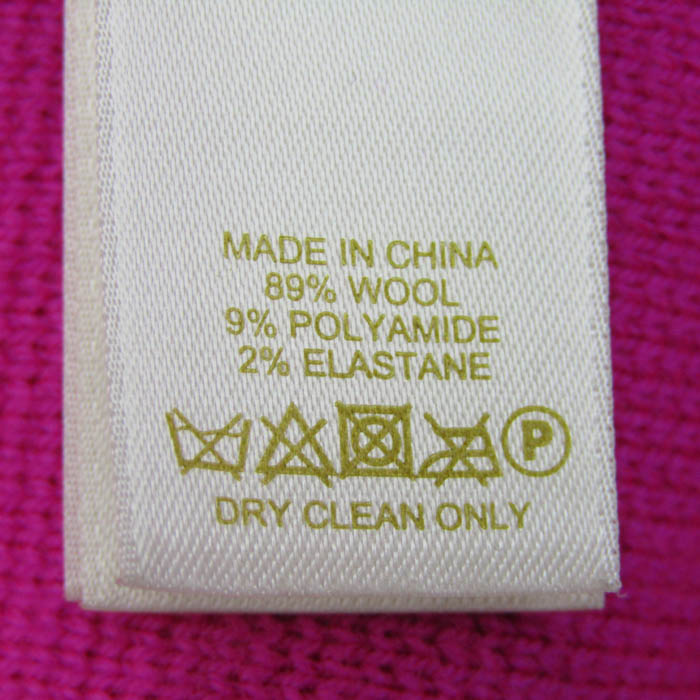 MADE IN CHINA
89% WOOL
9% POLYAMIDE
2% ELASTANE
P
DRY CLEAN ONLY